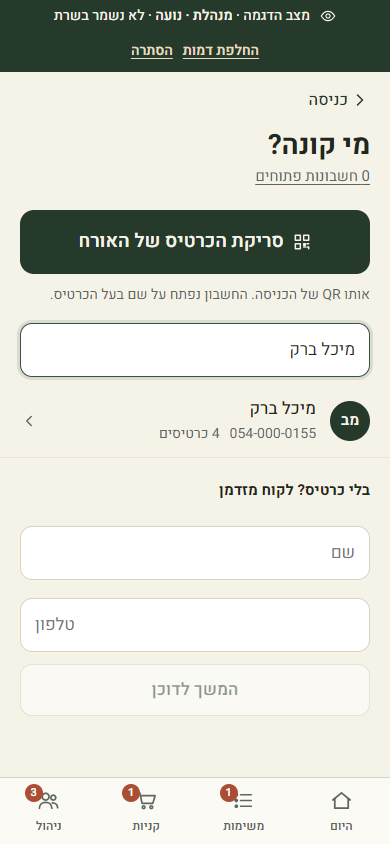 מצב הדגמה · מנהלת · נועה · לא נשמר בשרת
החלפת דמות הסתרה
כניסה
מי קונה?
0 חשבונות פתוחים
סריקת הכרטיס של האורח
אותו QR של הכניסה. החשבון נפתח על שם בעל הכרטיס.
מיכל ברק
מב
מיכל ברק
054-000-0155 4 כרטיסים
בלי כרטיס? לקוח מזדמן
שם
טלפון
המשך לדוכן
1 1 3
היום משימות קניות ניהול